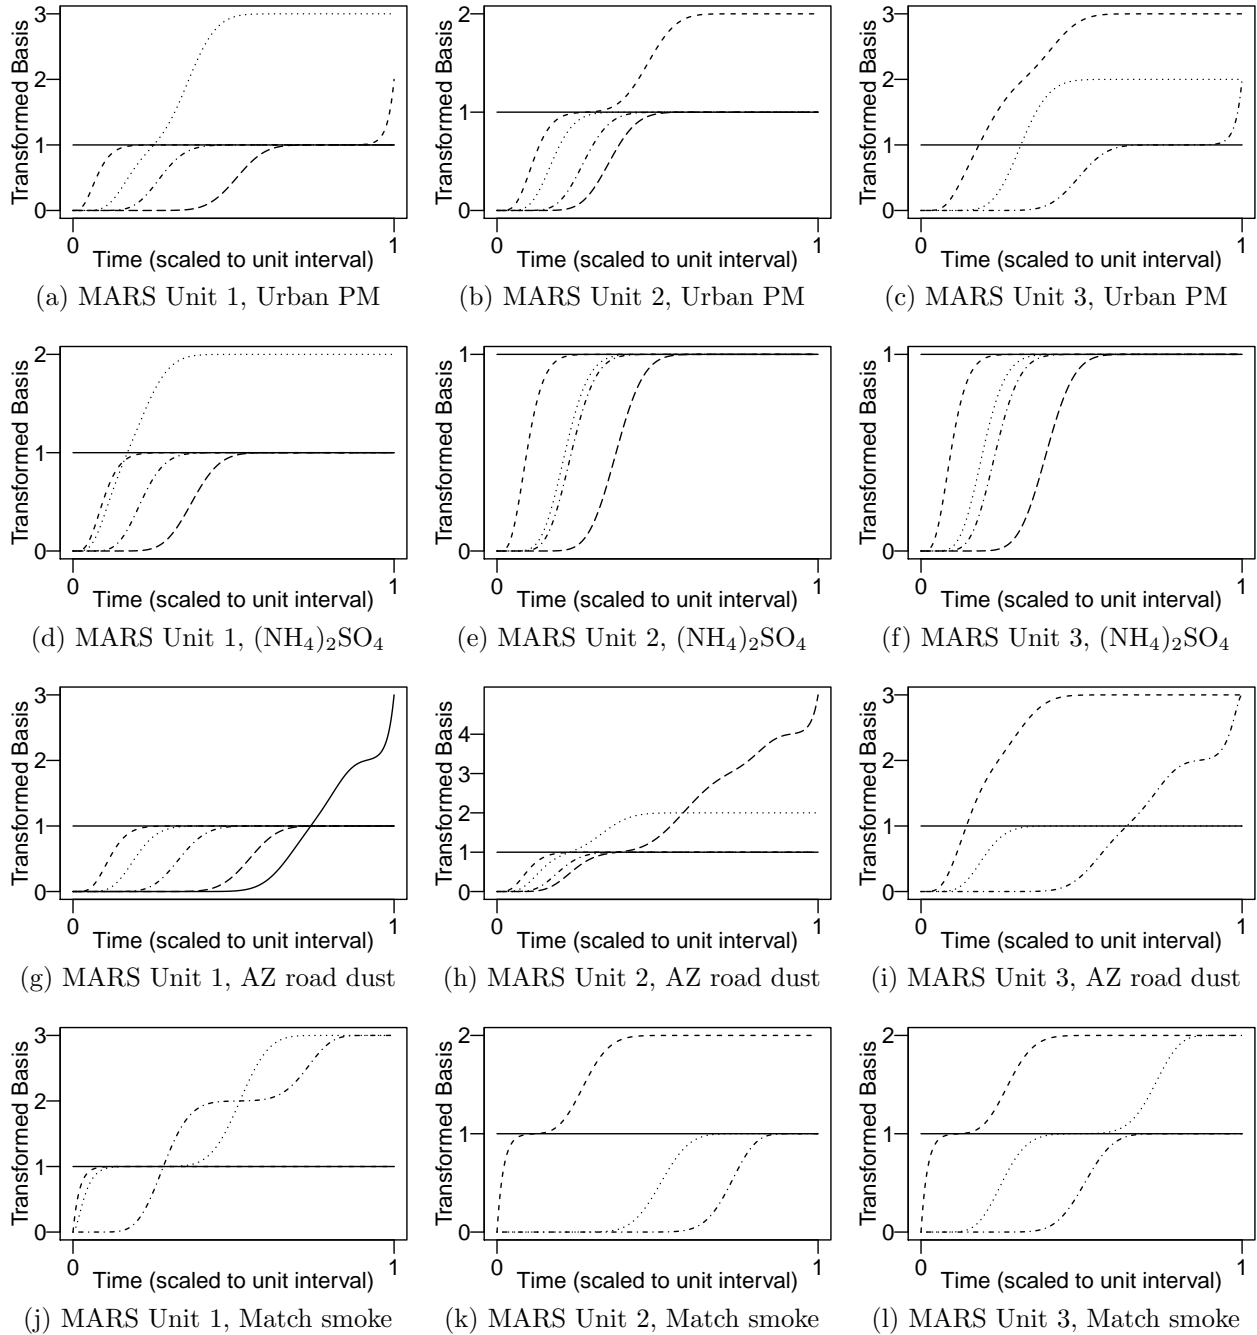 Transformed Basis
3
2
1
0
0 1
Time (scaled to unit interval)
(a) MARS Unit 1, Urban PM
Transformed Basis
2
1
0
0 1
Time (scaled to unit interval)
(b) MARS Unit 2, Urban PM
Transformed Basis
3
2
1
0
0 1
Time (scaled to unit interval)
(c) MARS Unit 3, Urban PM
Transformed Basis
2
1
0
0 1
Time (scaled to unit interval)
(d) MARS Unit 1, (NH₄)₂SO₄
Transformed Basis
1
0
0 1
Time (scaled to unit interval)
(e) MARS Unit 2, (NH₄)₂SO₄
Transformed Basis
1
0
0 1
Time (scaled to unit interval)
(f) MARS Unit 3, (NH₄)₂SO₄
Transformed Basis
3
2
1
0
0 1
Time (scaled to unit interval)
(g) MARS Unit 1, AZ road dust
Transformed Basis
4
3
2
1
0
0 1
Time (scaled to unit interval)
(h) MARS Unit 2, AZ road dust
Transformed Basis
3
2
1
0
0 1
Time (scaled to unit interval)
(i) MARS Unit 3, AZ road dust
Transformed Basis
3
2
1
0
0 1
Time (scaled to unit interval)
(j) MARS Unit 1, Match smoke
Transformed Basis
2
1
0
0 1
Time (scaled to unit interval)
(k) MARS Unit 2, Match smoke
Transformed Basis
2
1
0
0 1
Time (scaled to unit interval)
(l) MARS Unit 3, Match smoke